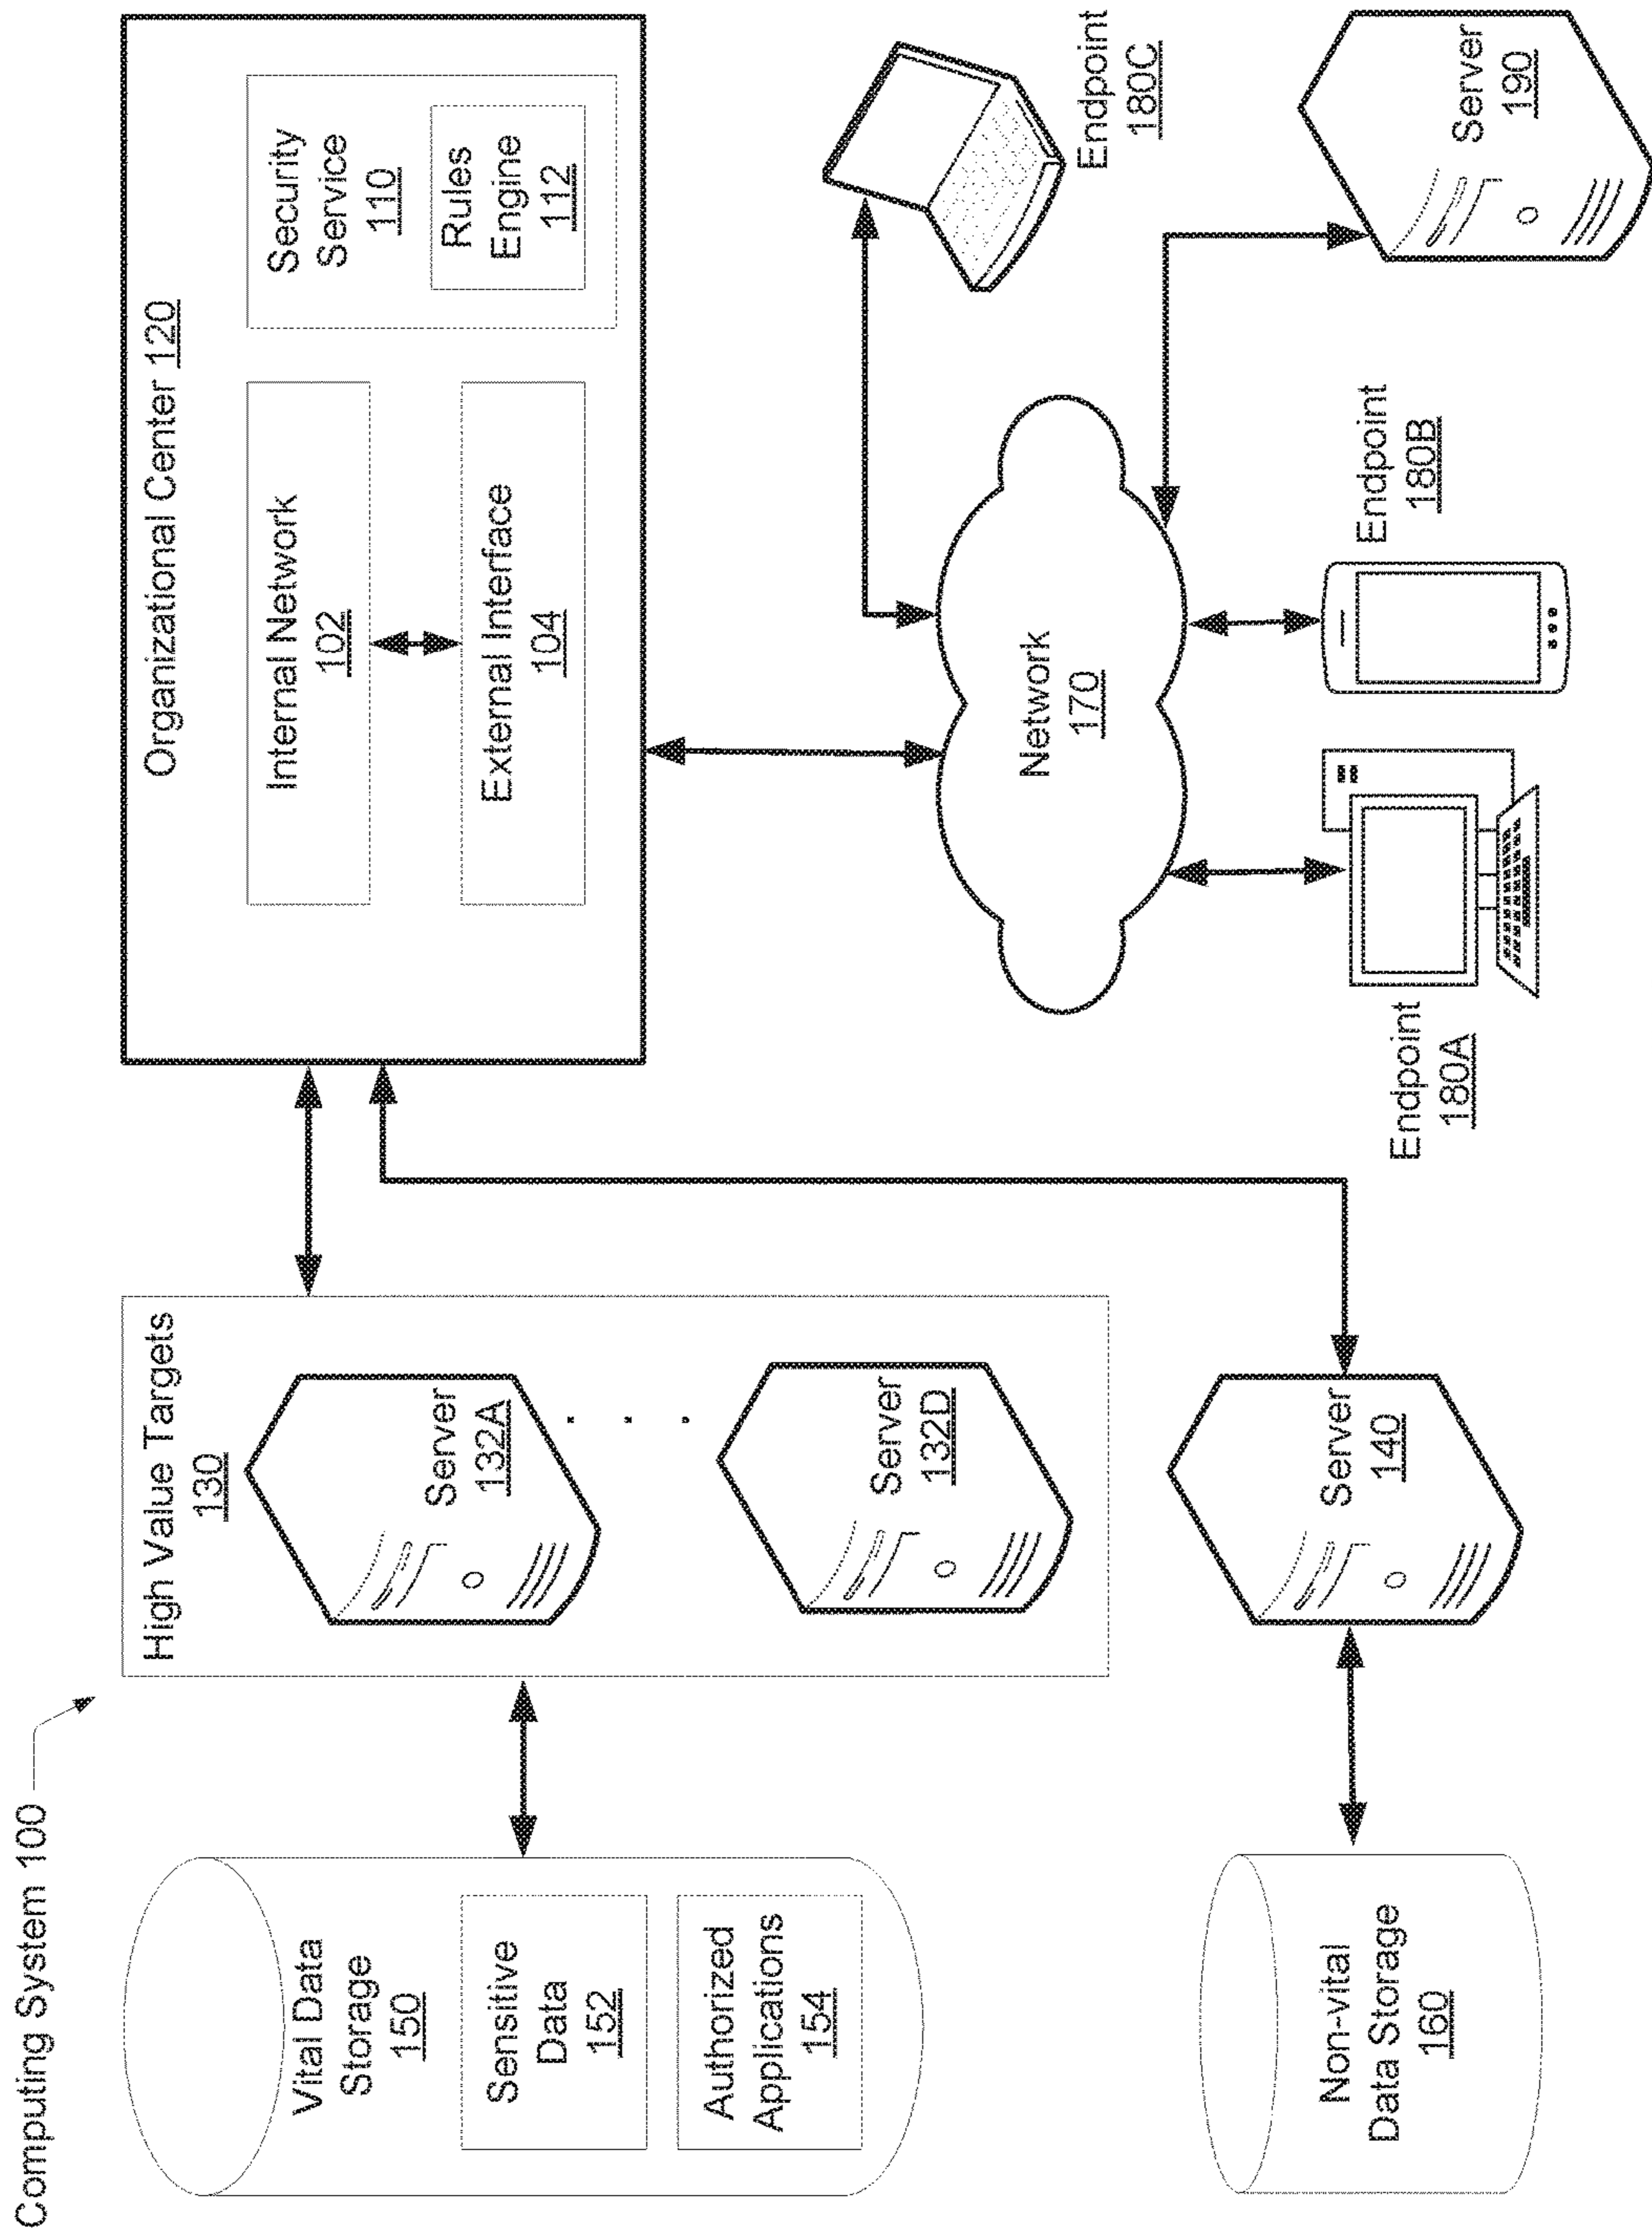 Computing System 100
Vital Data
Storage
150
Sensitive
Data
152
Authorized
Applications
154
Non-vital
Data Storage
160
High Value Targets
130
Server
132A
Server
132D
Server
140
Organizational Center 120
Internal Network
102
External Interface
104
Security
Service
110
Rules
Engine
112
Network
170
Endpoint
180A
Endpoint
180B
Endpoint
180C
Server
190